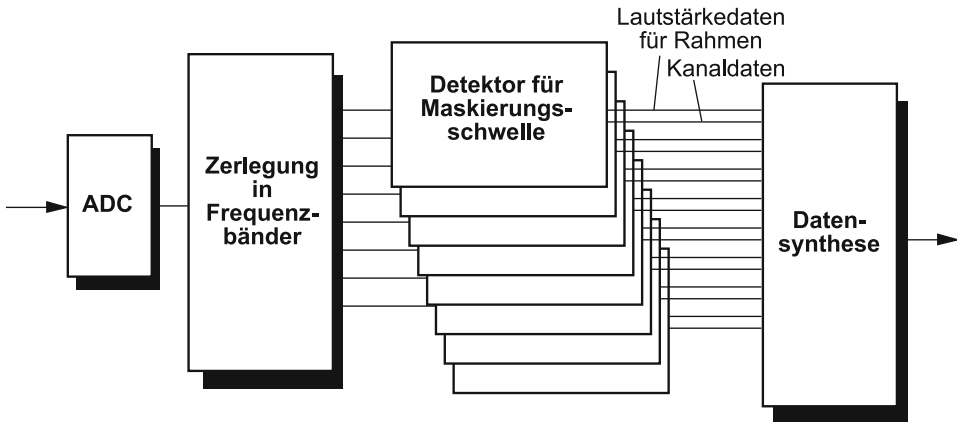 ADC
Zerlegung
in
Frequenz-
bänder
Detektor für
Maskierungs-
schwelle
Lautstärkedaten
für Rahmen
Kanaldaten
Daten-
synthese